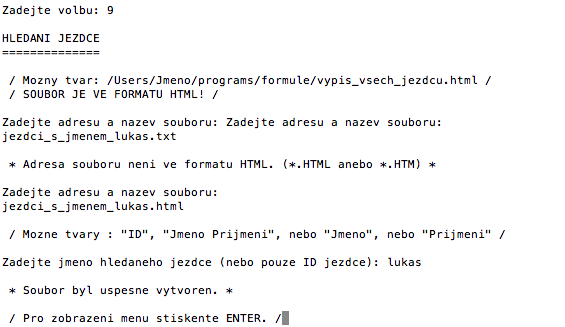 Zadejte volbu: 9
HLEDANI JEZDCE
==============
/ Mozny tvar: /Users/Jmeno/programs/formule/vypis_vsech_jezdcu.html /
/ SOUBOR JE VE FORMATU HTML! /
Zadejte adresu a nazev souboru: Zadejte adresu a nazev souboru:
jezdci_s_jmenem_lukas.txt
* Adresa souboru neni ve formatu HTML. (*.HTML anebo *.HTM) *
Zadejte adresu a nazev souboru:
jezdci_s_jmenem_lukas.html
/ Mozne tvary : "ID", "Jmeno Prijmeni", nebo "Jmeno", nebo "Prijmeni" /
Zadejte jmeno hledaneho jezdce (nebo pouze ID jezdce): lukas
* Soubor byl uspesne vytvoren. *
/ Pro zobrazeni menu stiskente ENTER. /